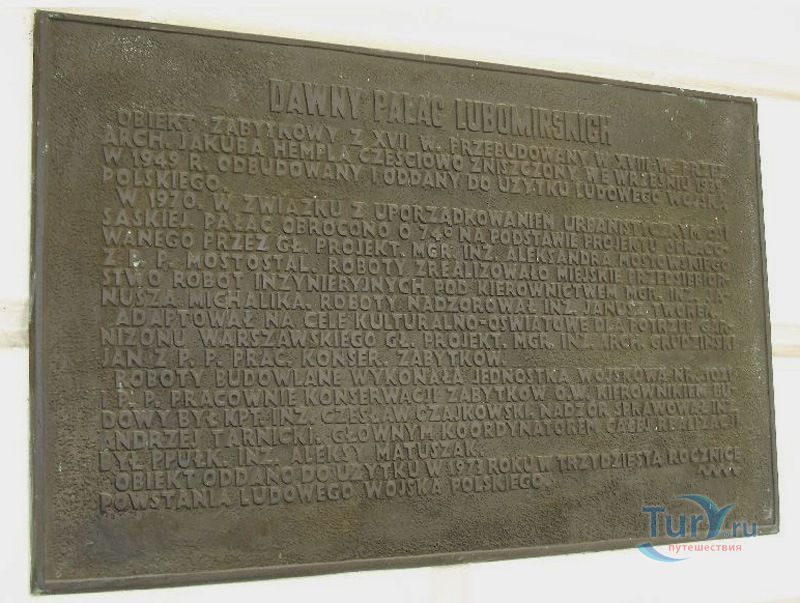 DAWNY PAŁAC LUBOMIRSKICH
OBIEKT ZABYTKOWY Z XVII W. PRZEBUDOWANY W XVIII W. PRZEZ
ARCH. JAKUBA HEMPLA CZĘŚCIOWO ZNISZCZONY WE WRZEŚNIU 1939
W 1949 R. ODBUDOWANY I ODDANY DO UŻYTKU LUDOWEGO WOJSKA
POLSKIEGO.
W 1970. W ZWIĄZKU Z UPORZĄDKOWANIEM URBANISTYCZNYM OSI
SASKIEJ PAŁAC OBRÓCONO O 74° NA PODSTAWIE PROJEKTU OPRACO-
WANEGO PRZEZ GŁ. PROJEKT. MGR. INŻ. ALEKSANDRA MOSTOWSKIEGO
Z P. P. MOSTOSTAL. ROBOTY ZREALIZOWAŁO MIEJSKIE PRZEDSIĘBIOR-
STWO ROBÓT INŻYNIERYJNYCH POD KIEROWNICTWEM MGR. INŻ. JA-
NUSZA MICHALIKA. ROBOTY NADZOROWAŁ INŻ. JANUSZ TWOREK.
ADAPTOWAŁ NA CELE KULTURALNO-OŚWIATOWE DLA POTRZEB GAR-
NIZONU WARSZAWSKIEGO GŁ. PROJEKT. MGR. INŻ. ARCH. GRUDZIŃSKI
JAN Z P. P. PRAC. KONSER. ZABYTKÓW.
ROBOTY BUDOWLANE WYKONAŁA JEDNOSTKA WOJSKOWA NR.
I P. P. PRACOWNIE KONSERWACJI ZABYTKÓW O.W. KIEROWNIKIEM BU-
DOWY BYŁ KPT. INŻ. CZESŁAW CZAJKOWSKI. NADZÓR SPRAWOWAŁ INŻ.
ANDRZEJ TARNICKI. GŁÓWNYM KOORDYNATOREM CAŁEJ REALIZACJI
BYŁ PPUŁK. INŻ. ALEKSY MATUSZAK.
OBIEKT ODDANO DO UŻYTKU W 1973 ROKU W TRZYDZIESTĄ ROCZNICĘ
POWSTANIA LUDOWEGO WOJSKA POLSKIEGO.
Tury.ru
путешествия